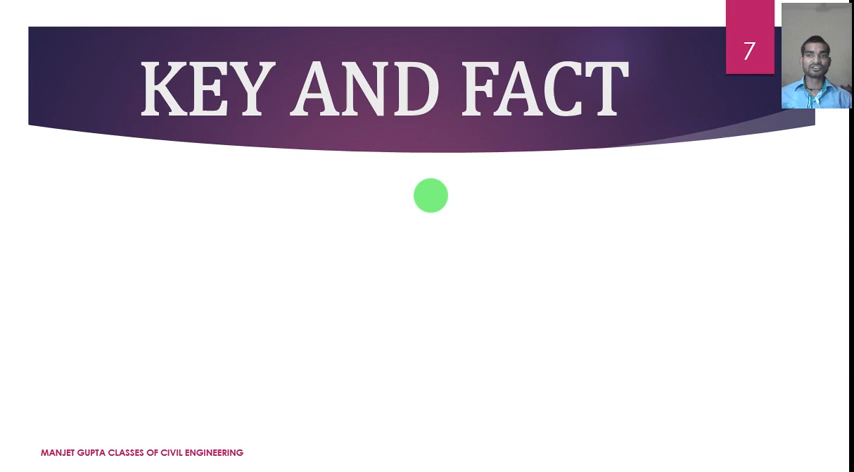 KEY AND FACT
7
MANJET GUPTA CLASSES OF CIVIL ENGINEERING